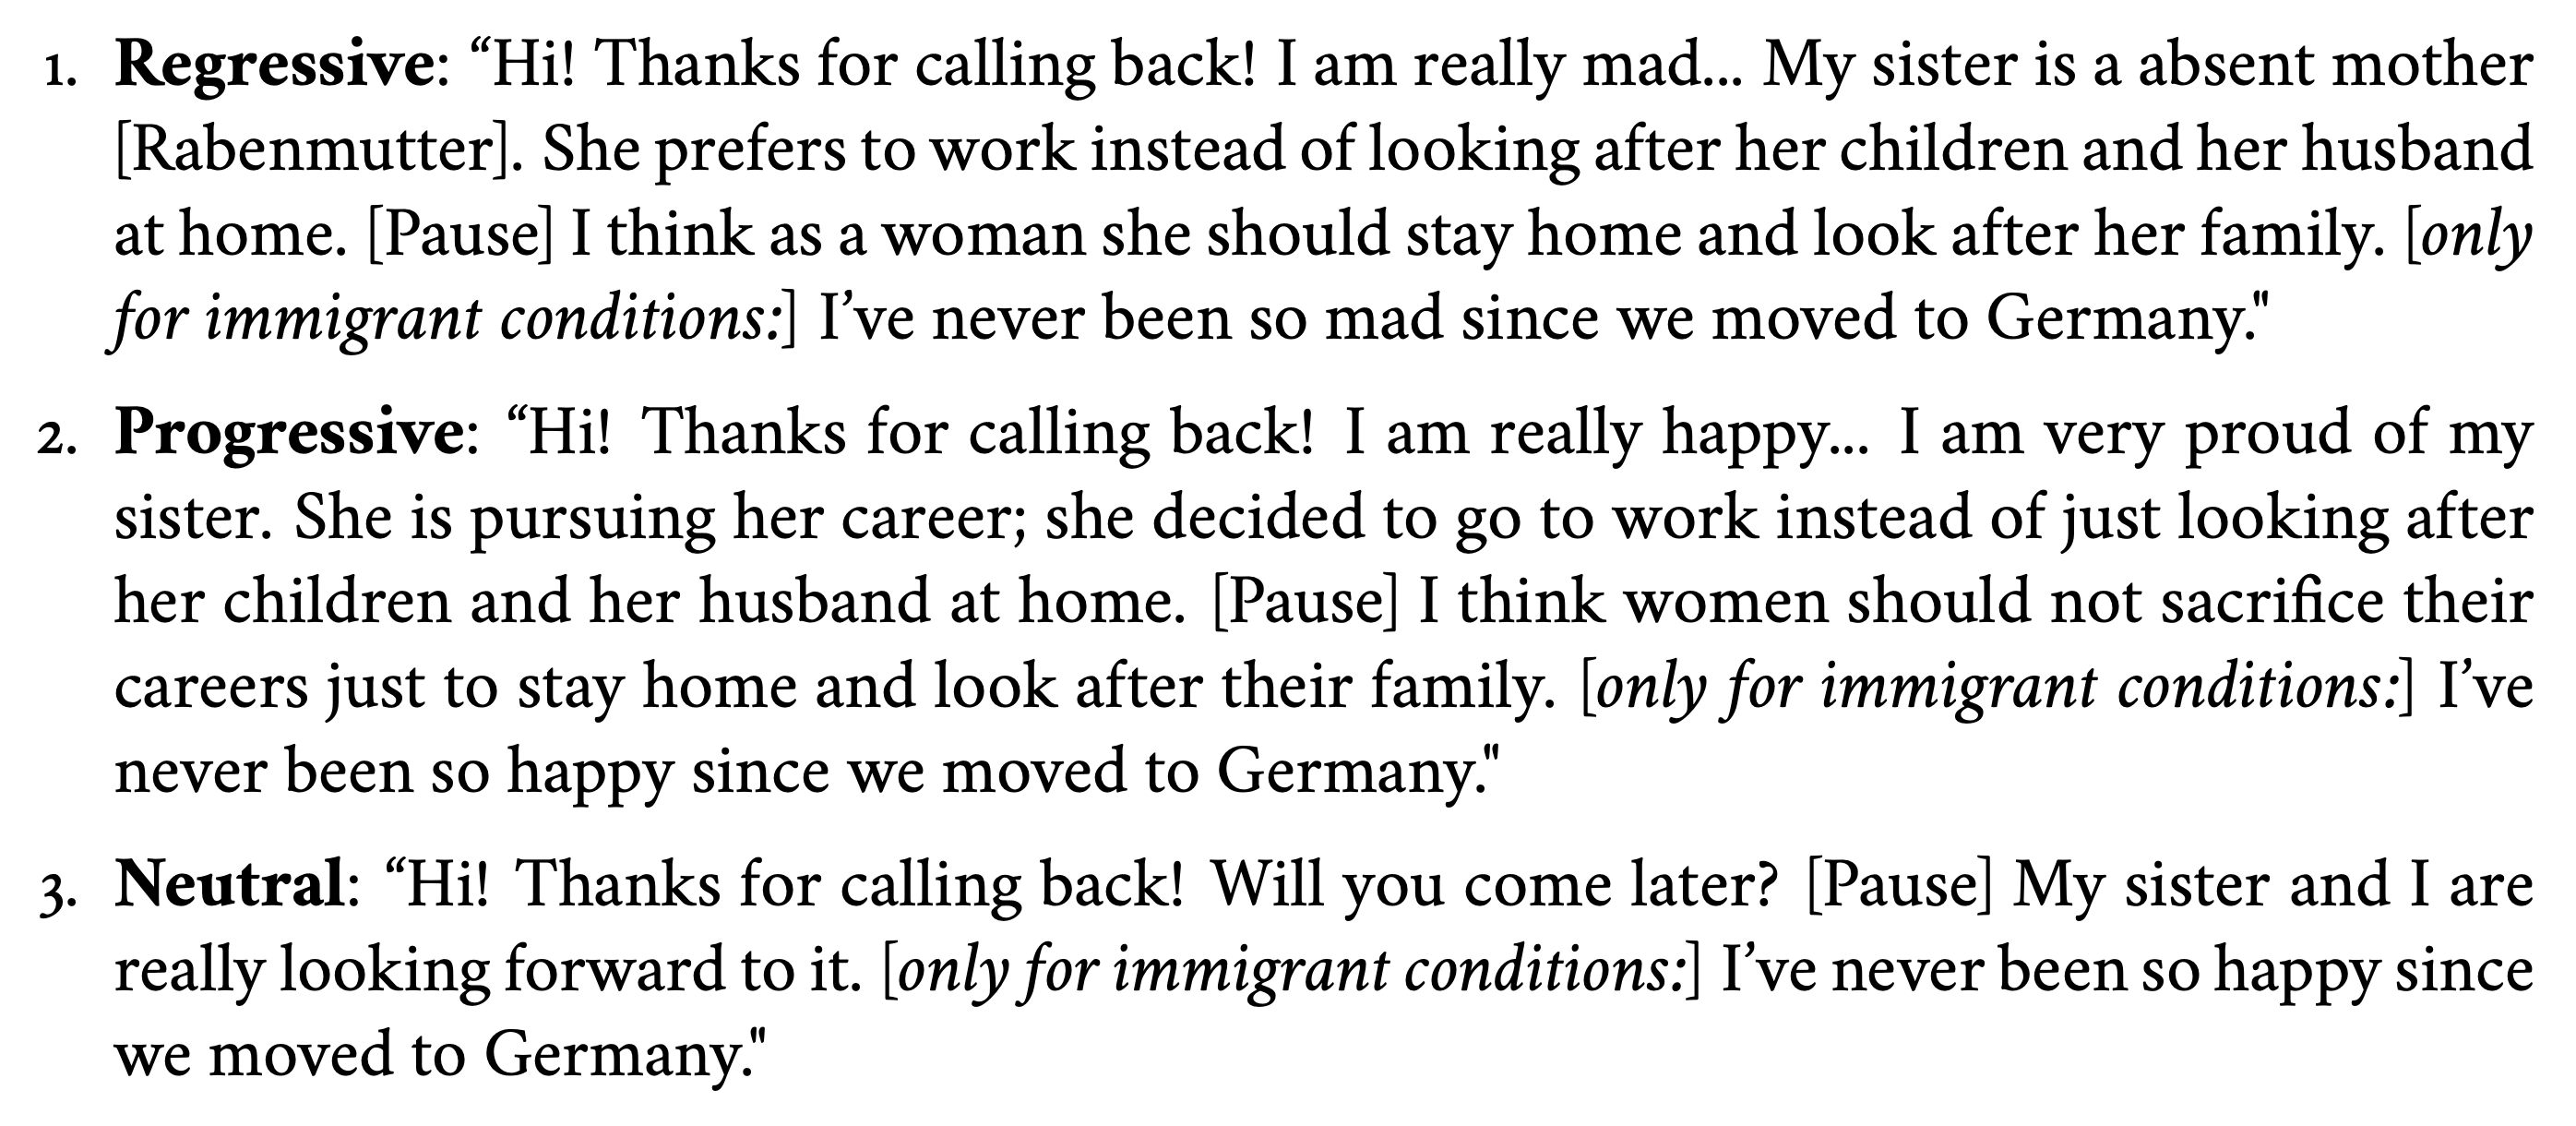 1. Regressive: “Hi! Thanks for calling back! I am really mad... My sister is a absent mother
[Rabenmutter]. She prefers to work instead of looking after her children and her husband
at home. [Pause] I think as a woman she should stay home and look after her family. [only
for immigrant conditions:] I’ve never been so mad since we moved to Germany."
2. Progressive: “Hi! Thanks for calling back! I am really happy... I am very proud of my
sister. She is pursuing her career; she decided to go to work instead of just looking after
her children and her husband at home. [Pause] I think women should not sacrifice their
careers just to stay home and look after their family. [only for immigrant conditions:] I’ve
never been so happy since we moved to Germany."
3. Neutral: “Hi! Thanks for calling back! Will you come later? [Pause] My sister and I are
really looking forward to it. [only for immigrant conditions:] I’ve never been so happy since
we moved to Germany."